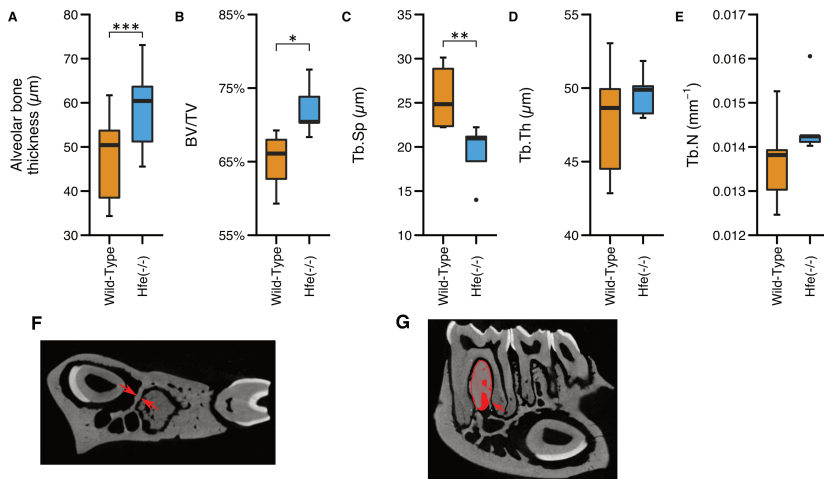 A
Alveolar bone
thickness (μm)
80
70
60
50
40
30
***
Wild-Type
Hfe(-/-)
B
BV/TV
85%
75%
65%
55%
*
Wild-Type
Hfe(-/-)
C
Tb.Sp (μm)
35
30
25
20
15
10
**
Wild-Type
Hfe(-/-)
D
Tb.Th (μm)
55
50
45
40
Wild-Type
Hfe(-/-)
E
Tb.N (mm⁻¹)
0.016
0.015
0.014
0.013
0.012
Wild-Type
Hfe(-/-)
F
G